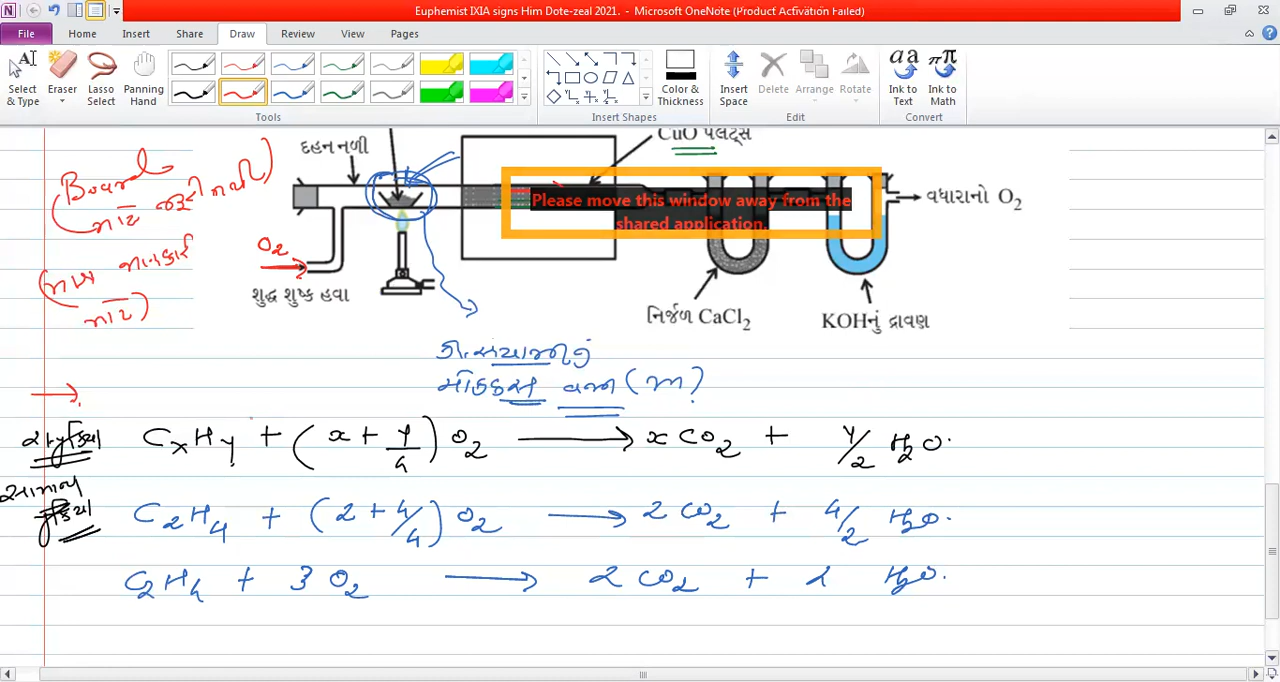 Euphemist IXIA signs Him Dote-zeal 2021. - Microsoft OneNote (Product Activation Failed)
File Home Insert Share Draw Review View Pages
Select & Type
Eraser
Lasso Select
Panning Hand
Color & Thickness
Insert Space
Delete
Arrange
Rotate
Ink to Text
Ink to Math
Tools
Insert Shapes
Edit
Convert
CuO પલટ્સ
દહન નળી
Please move this window away from the
shared application.
વધારાનો O2
(Board
O2
શુદ્ધ શુષ્ક હવા
નિર્જળ CaCl2
KOHનું દ્રાવણ
(m)?
CxHy + (x + y/4) O2 → xCO2 + y/2 H2O.
C2H4 + (2 + 4/4) O2 → 2 CO2 + 4/2 H2O.
C2H4 + 3 O2 → 2 CO2 + 2 H2O.